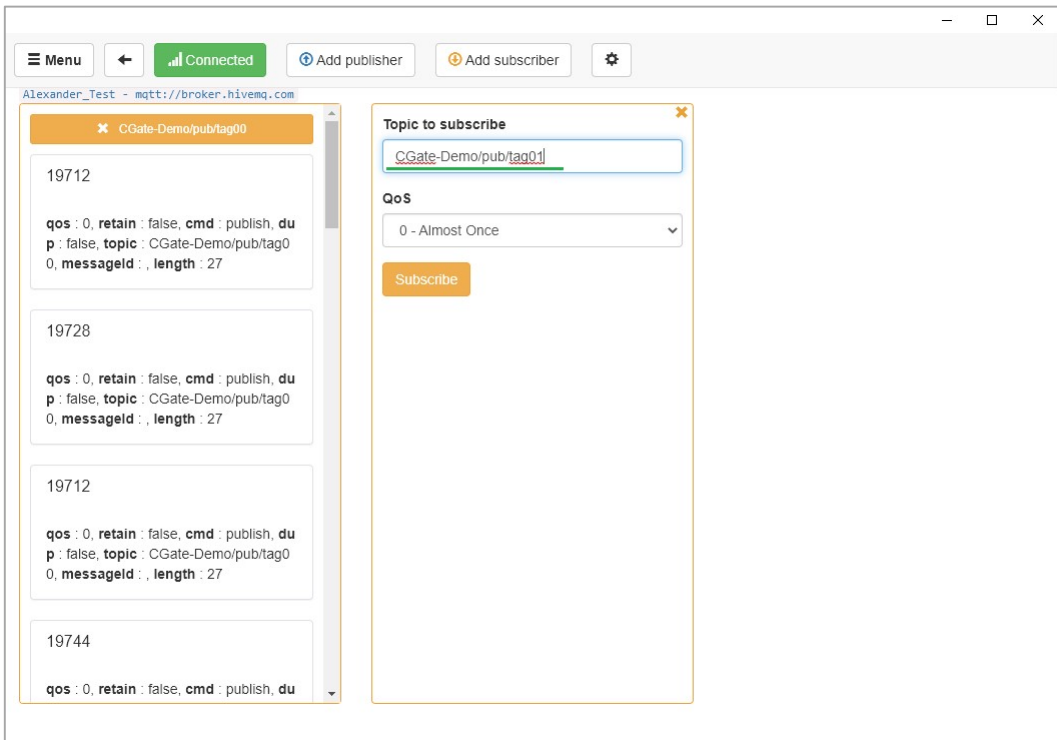 Menu
Connected
Add publisher
Add subscriber
Alexander_Test - mqtt://broker.hivemq.com
CGate-Demo/pub/tag00
19712
qos : 0, retain : false, cmd : publish, du
p : false, topic : CGate-Demo/pub/tag0
0, messageId : , length : 27
19728
qos : 0, retain : false, cmd : publish, du
p : false, topic : CGate-Demo/pub/tag0
0, messageId : , length : 27
19712
qos : 0, retain : false, cmd : publish, du
p : false, topic : CGate-Demo/pub/tag0
0, messageId : , length : 27
19744
qos : 0, retain : false, cmd : publish, du
Topic to subscribe
CGate-Demo/pub/tag01
QoS
0 - Almost Once
Subscribe